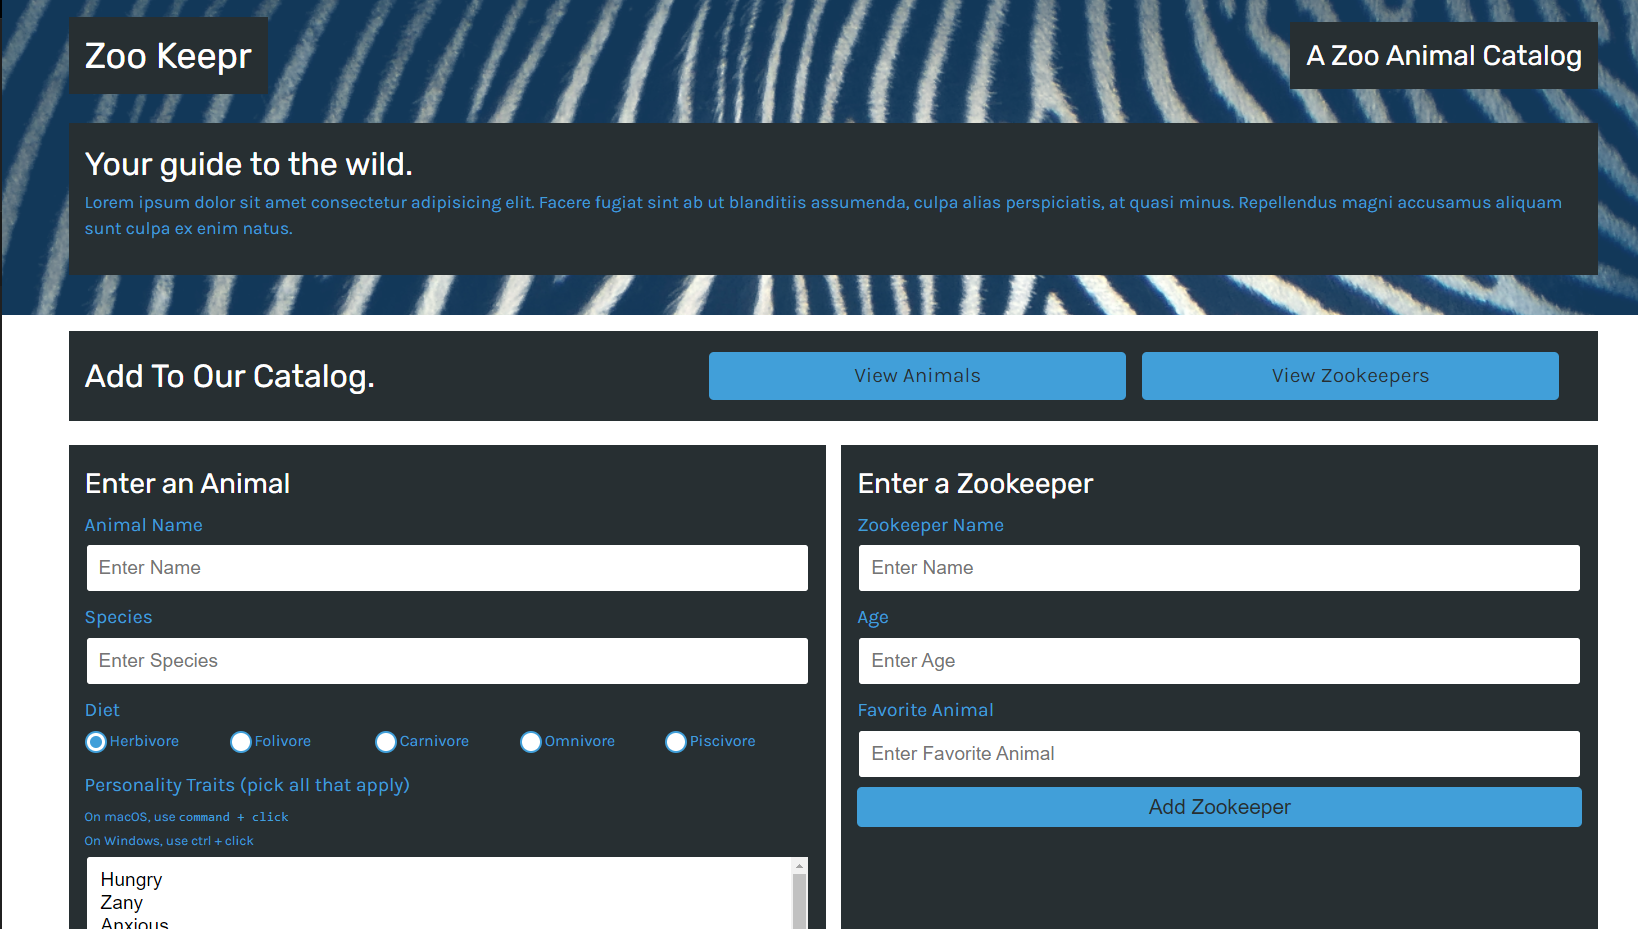 Zoo Keepr
A Zoo Animal Catalog
Your guide to the wild.
Lorem ipsum dolor sit amet consectetur adipisicing elit. Facere fugiat sint ab ut blanditiis assumenda, culpa alias perspiciatis, at quasi minus. Repellendus magni accusamus aliquam
sunt culpa ex enim natus.
Add To Our Catalog.
View Animals
View Zookeepers
Enter an Animal
Animal Name
Enter Name
Species
Enter Species
Diet
Herbivore Folivore Carnivore Omnivore Piscivore
Personality Traits (pick all that apply)
On macOS, use command + click
On Windows, use ctrl + click
Hungry
Zany
Anxious
Enter a Zookeeper
Zookeeper Name
Enter Name
Age
Enter Age
Favorite Animal
Enter Favorite Animal
Add Zookeeper